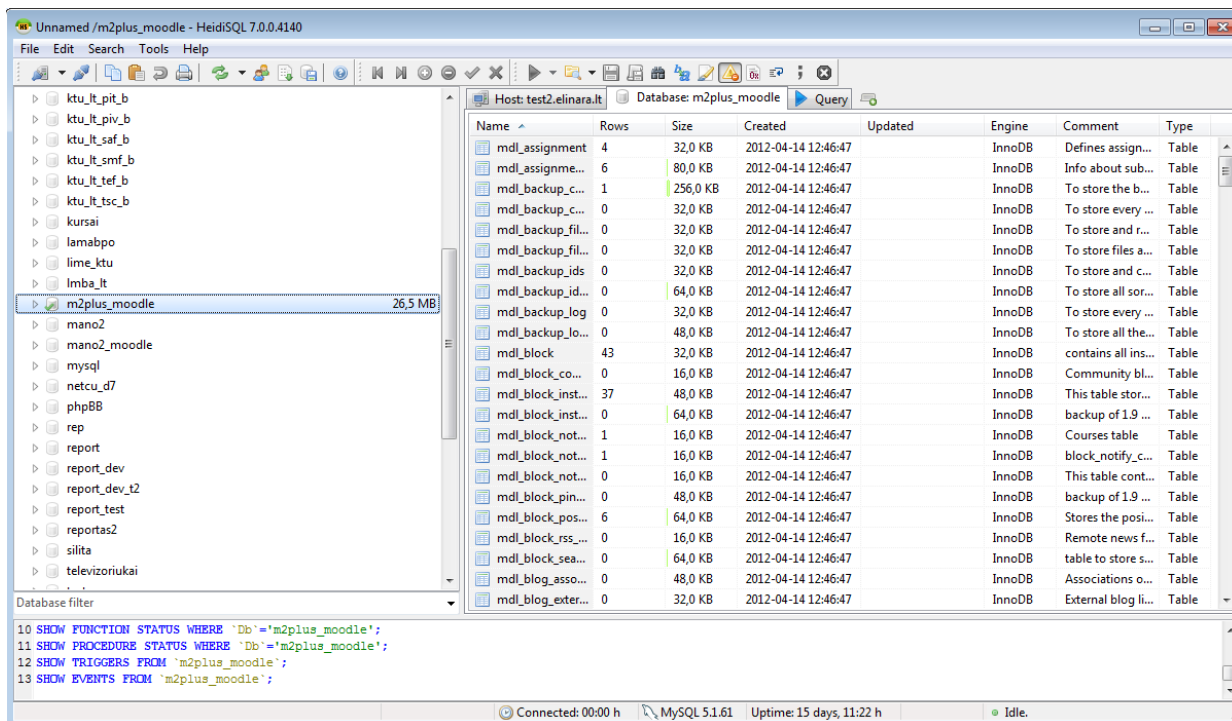 Unnamed /m2plus_moodle - HeidiSQL 7.0.0.4140
File Edit Search Tools Help
ktu_lt_pit_b
ktu_lt_piv_b
ktu_lt_saf_b
ktu_lt_smf_b
ktu_lt_tef_b
ktu_lt_tsc_b
kursai
lamabpo
lime_ktu
lmba_lt
m2plus_moodle 26,5 MB
mano2
mano2_moodle
mysql
netcu_d7
phpBB
rep
report
report_dev
report_dev_t2
report_test
reportas2
silita
televizoriukai
Database filter
Host: test2.elinara.lt Database: m2plus_moodle Query
Name Rows Size Created Updated Engine Comment Type
mdl_assignment 4 32,0 KB 2012-04-14 12:46:47 InnoDB Defines assign... Table
mdl_assignme... 6 80,0 KB 2012-04-14 12:46:47 InnoDB Info about sub... Table
mdl_backup_c... 1 256,0 KB 2012-04-14 12:46:47 InnoDB To store the b... Table
mdl_backup_c... 0 32,0 KB 2012-04-14 12:46:47 InnoDB To store every ... Table
mdl_backup_fil... 0 32,0 KB 2012-04-14 12:46:47 InnoDB To store and r... Table
mdl_backup_fil... 0 32,0 KB 2012-04-14 12:46:47 InnoDB To store files a... Table
mdl_backup_ids 0 32,0 KB 2012-04-14 12:46:47 InnoDB To store and c... Table
mdl_backup_id... 0 64,0 KB 2012-04-14 12:46:47 InnoDB To store all sor... Table
mdl_backup_log 0 32,0 KB 2012-04-14 12:46:47 InnoDB To store every ... Table
mdl_backup_lo... 0 48,0 KB 2012-04-14 12:46:47 InnoDB To store all the... Table
mdl_block 43 32,0 KB 2012-04-14 12:46:47 InnoDB contains all ins... Table
mdl_block_co... 0 16,0 KB 2012-04-14 12:46:47 InnoDB Community bl... Table
mdl_block_inst... 37 48,0 KB 2012-04-14 12:46:47 InnoDB This table stor... Table
mdl_block_inst... 0 64,0 KB 2012-04-14 12:46:47 InnoDB backup of 1.9 ... Table
mdl_block_not... 1 16,0 KB 2012-04-14 12:46:47 InnoDB Courses table Table
mdl_block_not... 1 16,0 KB 2012-04-14 12:46:47 InnoDB block_notify_c... Table
mdl_block_not... 0 16,0 KB 2012-04-14 12:46:47 InnoDB This table cont... Table
mdl_block_pin... 0 48,0 KB 2012-04-14 12:46:47 InnoDB backup of 1.9 ... Table
mdl_block_pos... 6 64,0 KB 2012-04-14 12:46:47 InnoDB Stores the posi... Table
mdl_block_rss_... 0 16,0 KB 2012-04-14 12:46:47 InnoDB Remote news f... Table
mdl_block_sea... 0 64,0 KB 2012-04-14 12:46:47 InnoDB table to store s... Table
mdl_blog_asso... 0 48,0 KB 2012-04-14 12:46:47 InnoDB Associations o... Table
mdl_blog_exter... 0 32,0 KB 2012-04-14 12:46:47 InnoDB External blog li... Table
10 SHOW FUNCTION STATUS WHERE `Db`='m2plus_moodle';
11 SHOW PROCEDURE STATUS WHERE `Db`='m2plus_moodle';
12 SHOW TRIGGERS FROM `m2plus_moodle`;
13 SHOW EVENTS FROM `m2plus_moodle`;
Connected: 00:00 h MySQL 5.1.61 Uptime: 15 days, 11:22 h Idle.